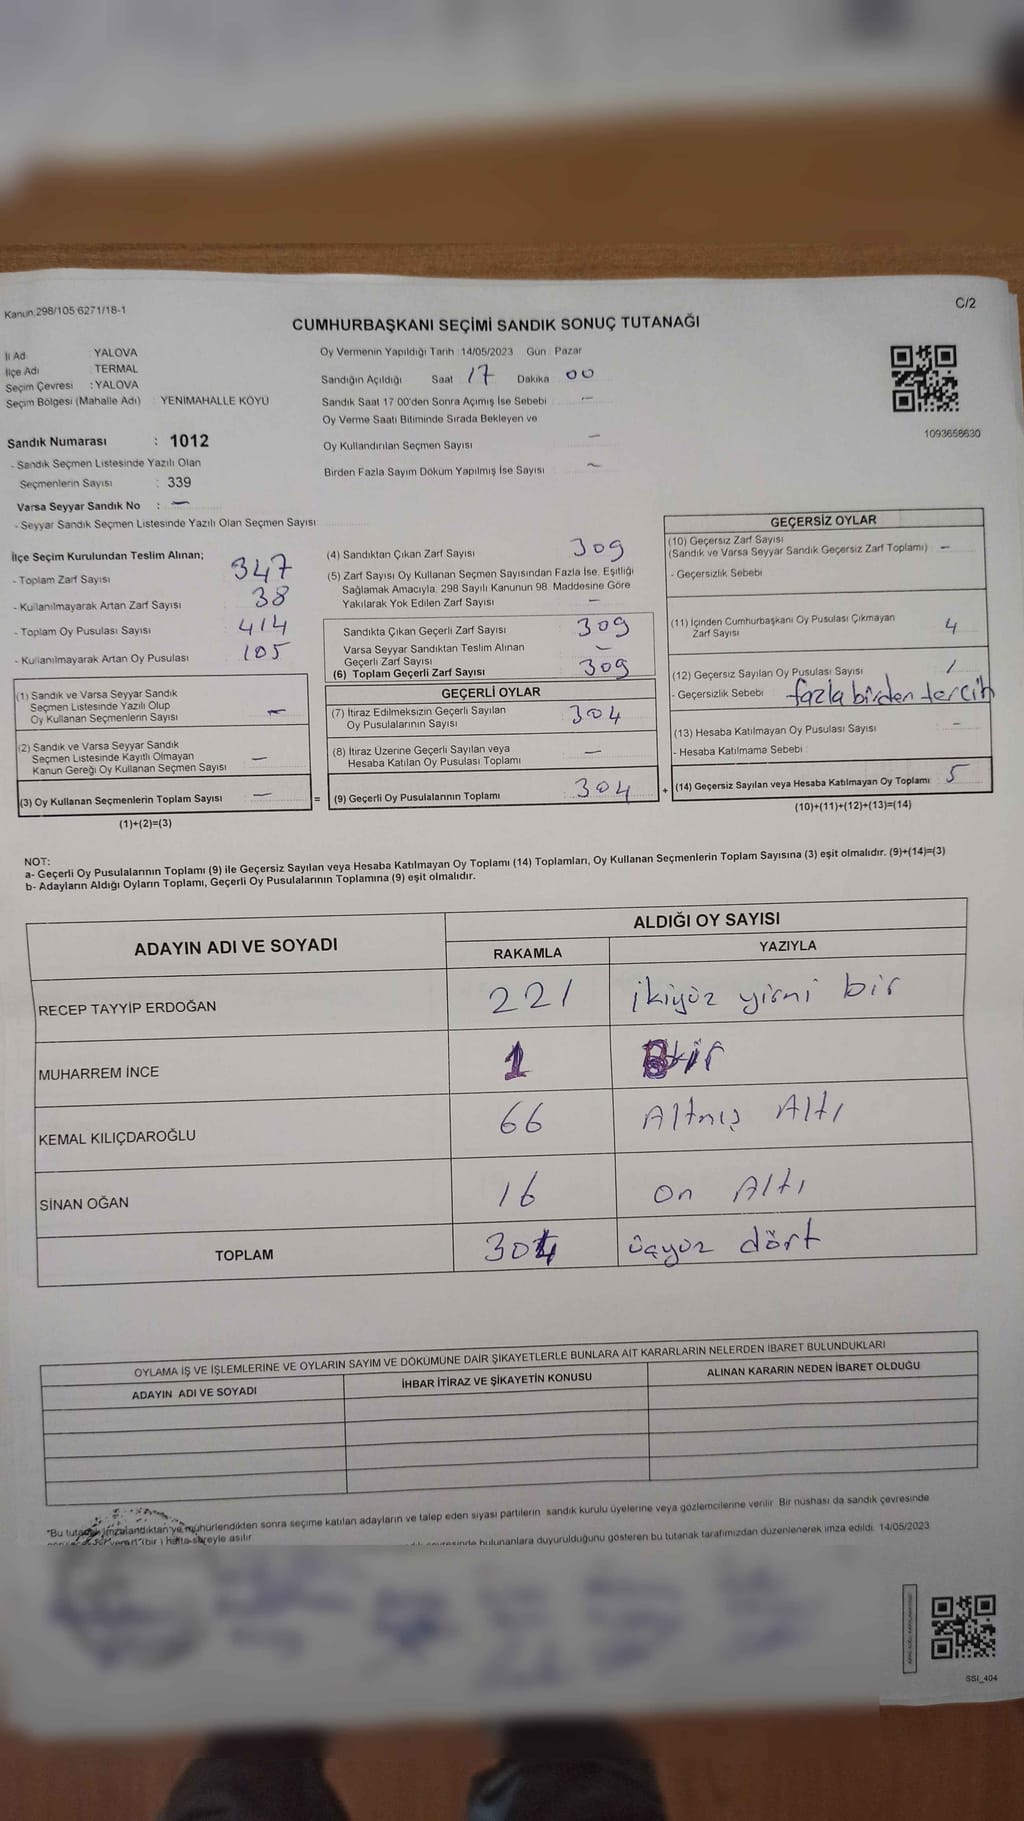 Kanun.298/105 6271/18-1
C/2
CUMHURBAŞKANI SEÇİMİ SANDIK SONUÇ TUTANAĞI
İl Adı YALOVA
İlçe Adı : TERMAL
Seçim Çevresi : YALOVA
Seçim Bölgesi (Mahalle Adı) YENİMAHALLE KÖYÜ
Oy Vermenin Yapıldığı Tarih :14/05/2023 Gün Pazar
Sandığın Açıldığı Saat 17 Dakika 00
Sandık Saat 17:00'den Sonra Açımış İse Sebebi —
Oy Verme Saati Bitiminde Sırada Bekleyen ve
Oy Kullandırılan Seçmen Sayısı —
Birden Fazla Sayım Döküm Yapılmış İse Sayısı ~
1093658630
Sandık Numarası : 1012
- Sandık Seçmen Listesinde Yazılı Olan
Seçmenlerin Sayısı : 339
Varsa Seyyar Sandık No : —
- Seyyar Sandık Seçmen Listesinde Yazılı Olan Seçmen Sayısı
İlçe Seçim Kurulundan Teslim Alınan;
- Toplam Zarf Sayısı 347
- Kullanılmayarak Artan Zarf Sayısı 38
- Toplam Oy Pusulası Sayısı 414
- Kullanılmayarak Artan Oy Pusulası 105
(1) Sandık ve Varsa Seyyar Sandık
Seçmen Listesinde Yazılı Olup
Oy Kullanan Seçmenlerin Sayısı —
(2) Sandık ve Varsa Seyyar Sandık
Seçmen Listesinde Kayıtlı Olmayan
Kanun Gereği Oy Kullanan Seçmen Sayısı —
(3) Oy Kullanan Seçmenlerin Toplam Sayısı — =
(1)+(2)=(3)
(4) Sandıktan Çıkan Zarf Sayısı 309
(5) Zarf Sayısı Oy Kullanan Seçmen Sayısından Fazla İse, Eşitliği
Sağlamak Amacıyla, 298 Sayılı Kanunun 98. Maddesine Göre
Yakılarak Yok Edilen Zarf Sayısı —
Sandıkta Çıkan Geçerli Zarf Sayısı 309
Varsa Seyyar Sandıktan Teslim Alınan
Geçerli Zarf Sayısı —
(6) Toplam Geçerli Zarf Sayısı 309
GEÇERLİ OYLAR
(7) İtiraz Edilmeksizin Geçerli Sayılan
Oy Pusulalarının Sayısı 304
(8) İtiraz Üzerine Geçerli Sayılan veya
Hesaba Katılan Oy Pusulası Toplamı —
(9) Geçerli Oy Pusulalarının Toplamı 304 +
GEÇERSİZ OYLAR
(10) Geçersiz Zarf Sayısı
(Sandık ve Varsa Seyyar Sandık Geçersiz Zarf Toplamı) —
- Geçersizlik Sebebi
(11) İçinden Cumhurbaşkanı Oy Pusulası Çıkmayan
Zarf Sayısı 4
(12) Geçersiz Sayılan Oy Pusulası Sayısı 1
- Geçersizlik Sebebi fazla birden tercih
(13) Hesaba Katılmayan Oy Pusulası Sayısı —
- Hesaba Katılmama Sebebi :
(14) Geçersiz Sayılan veya Hesaba Katılmayan Oy Toplamı 5
(10)+(11)+(12)+(13)=(14)
NOT:
a- Geçerli Oy Pusulalarının Toplamı (9) ile Geçersiz Sayılan veya Hesaba Katılmayan Oy Toplamı (14) Toplamları, Oy Kullanan Seçmenlerin Toplam Sayısına (3) eşit olmalıdır. (9)+(14)=(3)
b- Adayların Aldığı Oyların Toplamı, Geçerli Oy Pusulalarının Toplamına (9) eşit olmalıdır.
ADAYIN ADI VE SOYADI ALDIĞI OY SAYISI
RAKAMLA YAZIYLA
RECEP TAYYİP ERDOĞAN 221 ikiyüz yirmi bir
MUHARREM İNCE 1 Bir
KEMAL KILIÇDAROĞLU 66 Altmış Altı
SİNAN OĞAN 16 On Altı
TOPLAM 304 üçyüz dört
OYLAMA İŞ VE İŞLEMLERİNE VE OYLARIN SAYIM VE DÖKÜMÜNE DAİR ŞİKAYETLERLE BUNLARA AİT KARARLARIN NELERDEN İBARET BULUNDUKLARI
ADAYIN ADI VE SOYADI İHBAR İTİRAZ VE ŞİKAYETİN KONUSU ALINAN KARARIN NEDEN İBARET OLDUĞU
"Bu tutanak imzalandıktan ve mühürlendikten sonra seçime katılan adayların ve talep eden siyasi partilerin sandık kurulu üyelerine veya gözlemcilerine verilir. Bir nüshası da sandık çevresinde
(bir) hafta süreyle asılır.
bulunanlara duyurulduğunu gösteren bu tutanak tarafımızdan düzenlenerek imza edildi. 14/05/2023
SSI_404